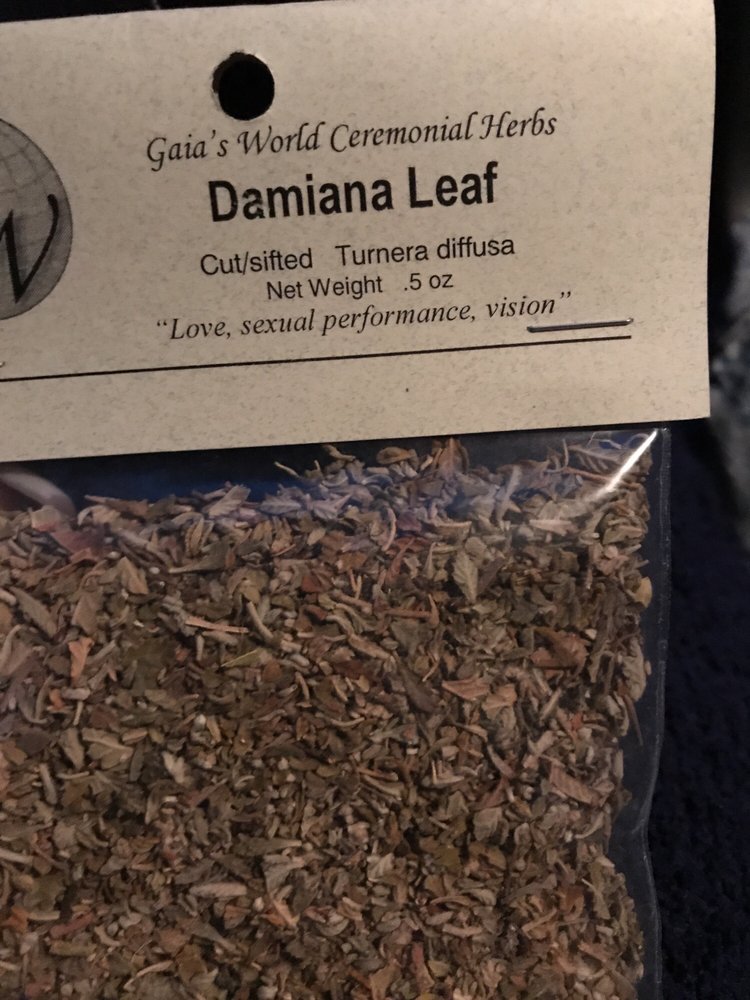 W
Gaia's World Ceremonial Herbs
Damiana Leaf
Cut/sifted Turnera diffusa
Net Weight .5 oz
"Love, sexual performance, vision"